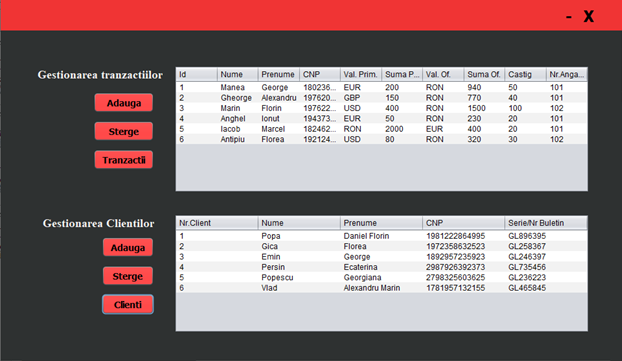 - X
Gestionarea tranzactiilor
Adauga
Sterge
Tranzactii
Id Nume Prenume CNP Val. Prim. Suma P... Val. Of. Suma Of. Castig Nr.Anga...
1 Manea George 180236... EUR 200 RON 940 50 101
2 Gheorge Alexandru 197620... GBP 150 RON 770 40 101
3 Marin Florin 197622... USD 400 RON 1500 100 102
4 Anghel Ionut 194373... EUR 50 RON 230 20 101
5 Iacob Marcel 182462... RON 2000 EUR 400 20 101
6 Antipiu Florea 192124... USD 80 RON 320 30 102
Gestionarea Clientilor
Adauga
Sterge
Clienti
Nr.Client Nume Prenume CNP Serie/Nr Buletin
1 Popa Daniel Florin 1981222864995 GL896395
2 Gica Florea 1972358632523 GL258367
3 Emin George 1892957235923 GL246397
4 Persin Ecaterina 2987926392373 GL735456
5 Popescu Georgiana 2798325603625 GL236223
6 Vlad Alexandru Marin 1781957132155 GL465845